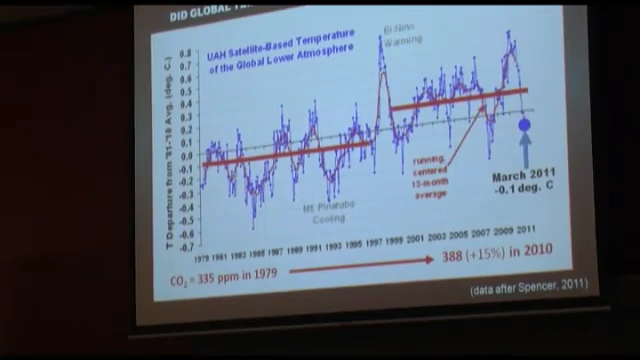 DID GLOBAL
UAH Satellite-Based Temperature
of the Global Lower Atmosphere
El Nino
Warming
T Departure from '81-'10 Avg. (deg. C)
0.8
0.7
0.6
0.5
0.4
0.3
0.2
0.1
0.0
-0.1
-0.2
-0.3
-0.4
-0.5
-0.6
-0.7
running,
centered
13-month
average
March 2011
-0.1 deg. C
Mt. Pinatubo
Cooling
1979 1981 1983 1985 1987 1989 1991 1993 1995 1997 1999 2001 2003 2005 2007 2009 2011
CO₂ = 335 ppm in 1979
388 (+15%) in 2010
(data after Spencer, 2011)